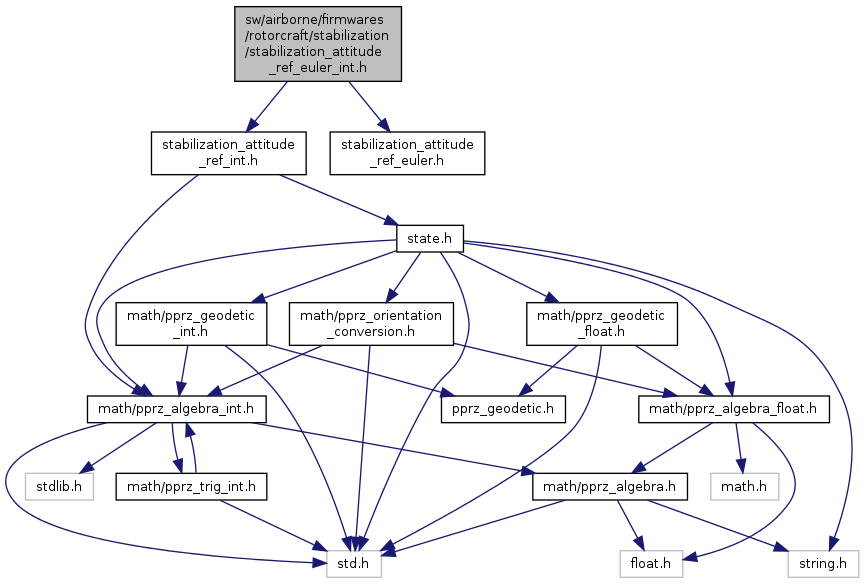 sw/airborne/firmwares
/rotorcraft/stabilization
/stabilization_attitude
_ref_euler_int.h
stabilization_attitude
_ref_int.h
stabilization_attitude
_ref_euler.h
state.h
math/pprz_geodetic
_int.h
math/pprz_orientation
_conversion.h
math/pprz_geodetic
_float.h
math/pprz_algebra_int.h
pprz_geodetic.h
math/pprz_algebra_float.h
stdlib.h
math/pprz_trig_int.h
math/pprz_algebra.h
math.h
std.h
float.h
string.h